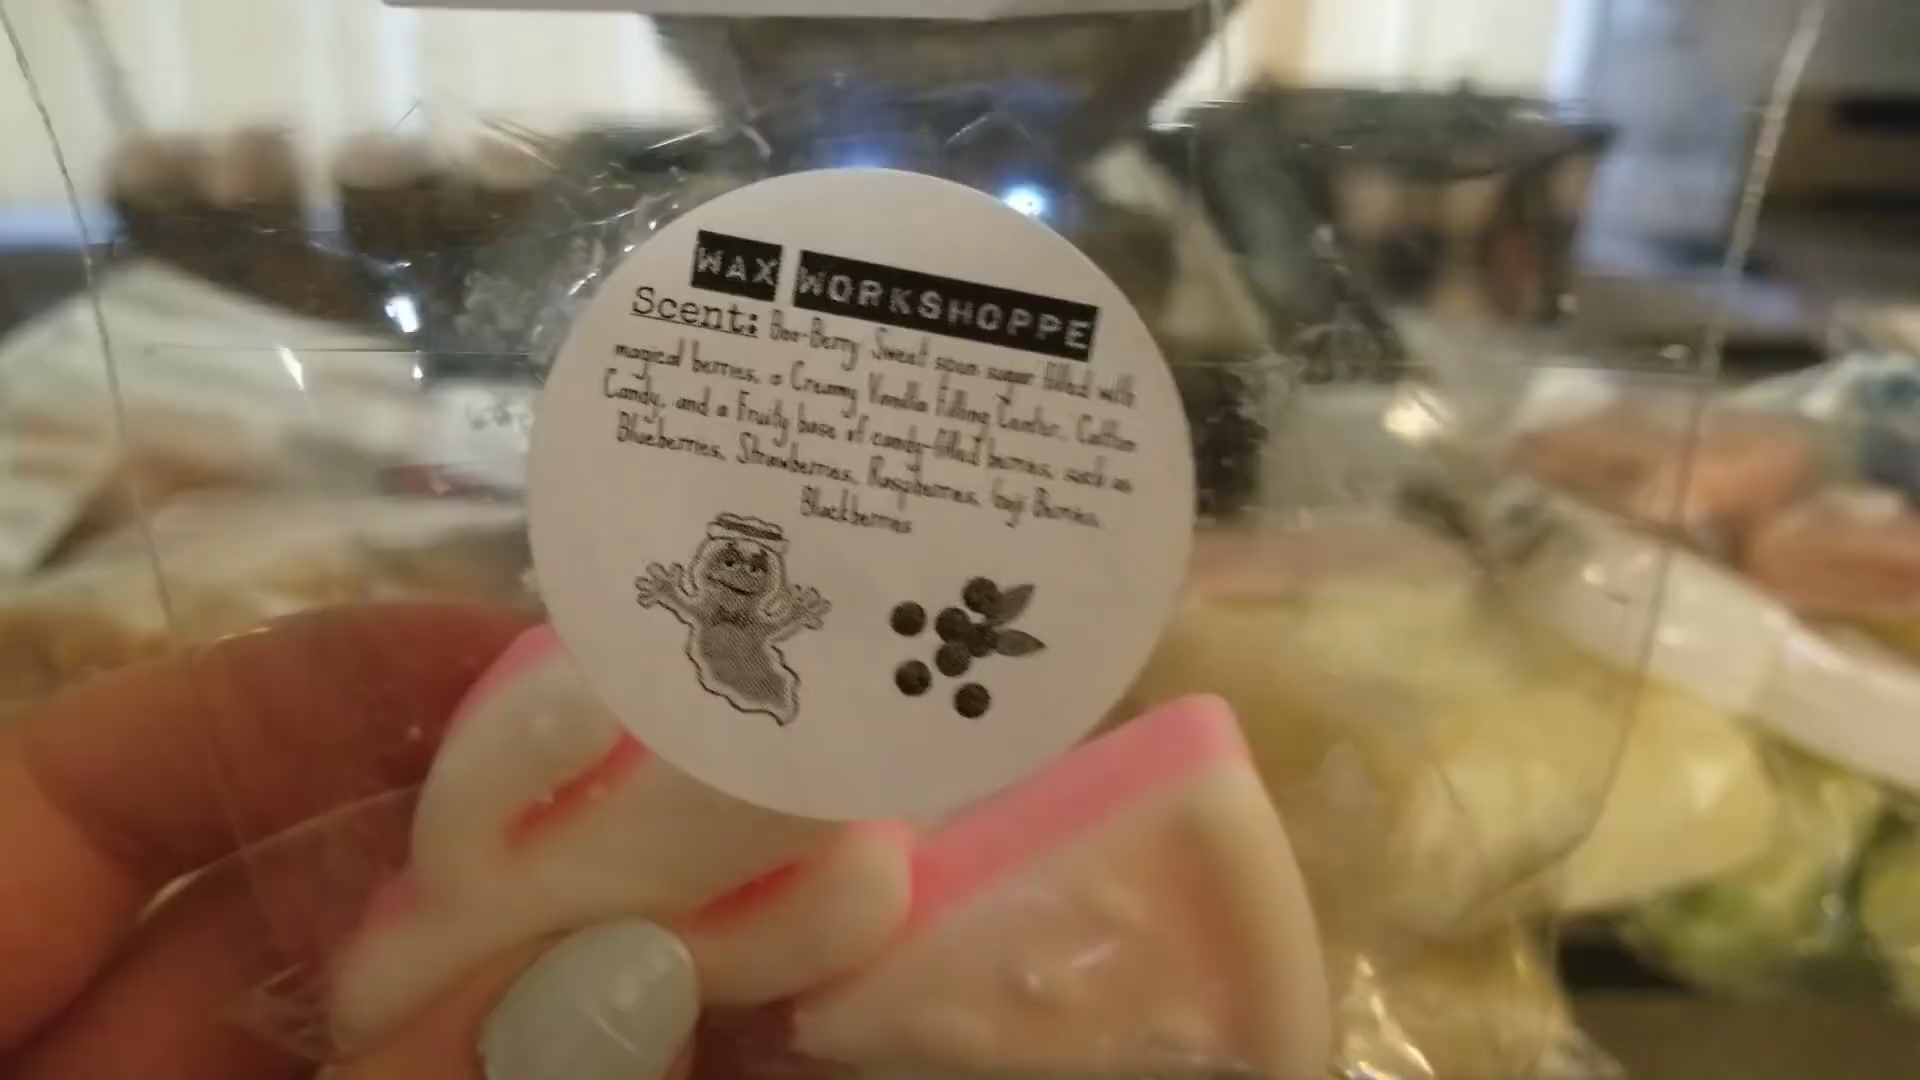 WAX WORKSHOPPE
Scent: Boo-Berry Sweet sour sugar filled with
magical berries, a Creamy Vanilla Filling Center, Cotton
Candy, and a Fruity base of candy-filled berries, such as
Blueberries, Strawberries, Raspberries, Goji Berries,
Blackberries